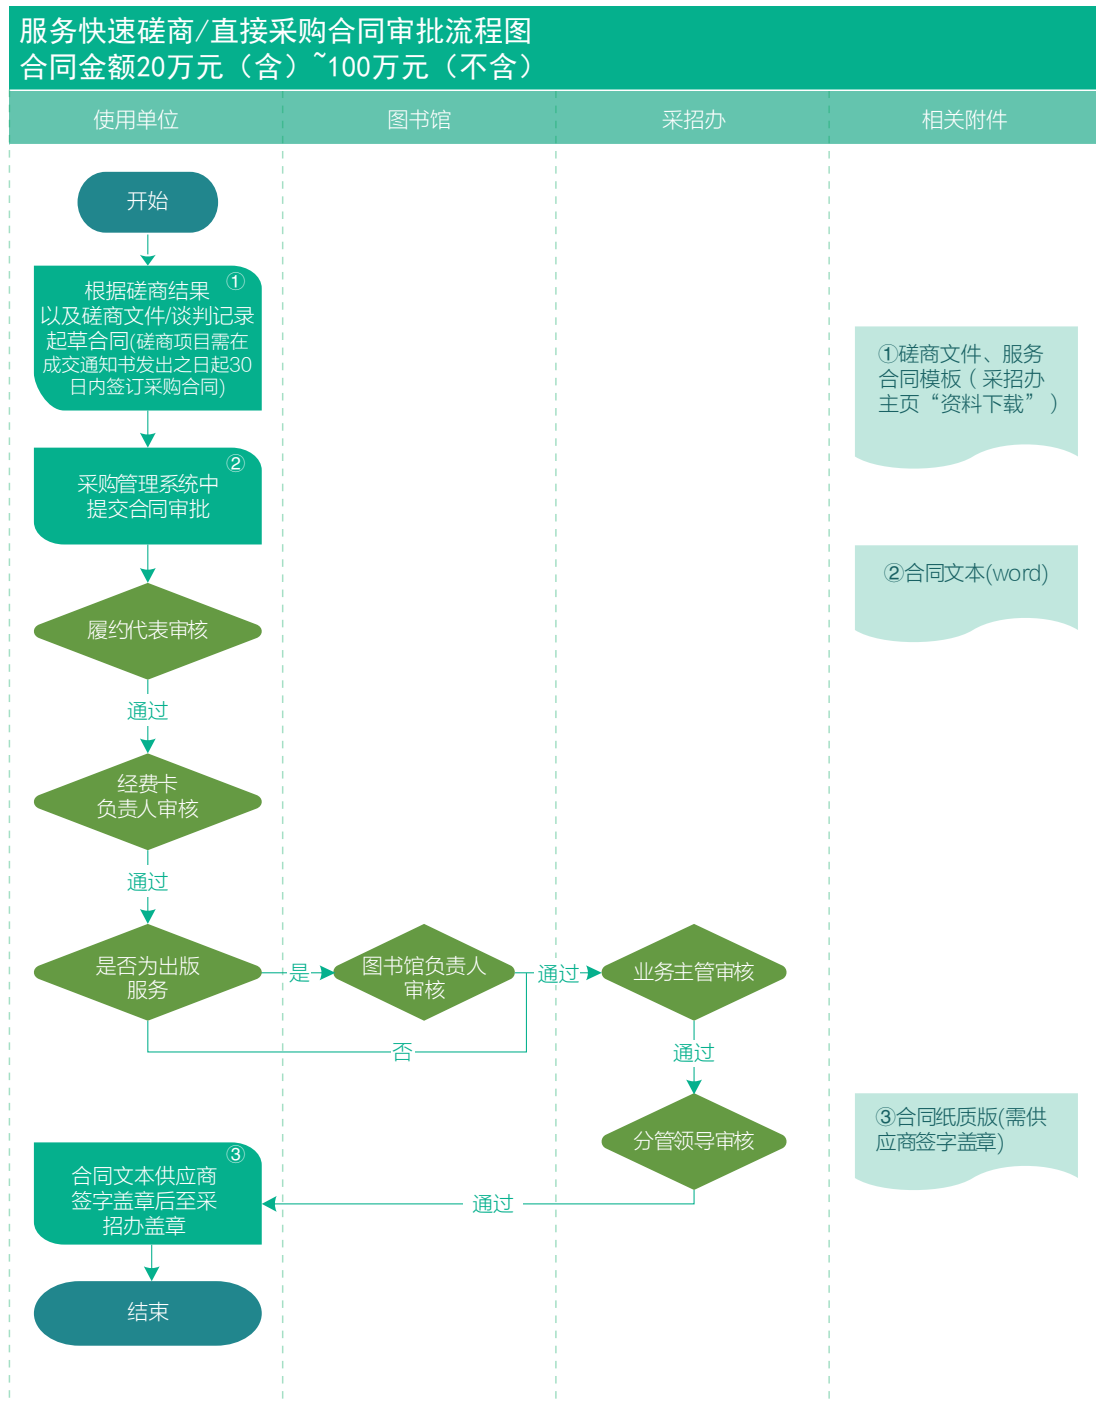 服务快速磋商/直接采购合同审批流程图
合同金额20万元（含）~100万元（不含）
使用单位
图书馆
采招办
相关附件
开始
①
根据磋商结果
以及磋商文件/谈判记录
起草合同(磋商项目需在
成交通知书发出之日起30
日内签订采购合同)
①磋商文件、服务
合同模板（采招办
主页“资料下载”）
②
采购管理系统中
提交合同审批
②合同文本(word)
履约代表审核
通过
经费卡
负责人审核
通过
是否为出版
服务
是
图书馆负责人
审核
通过
业务主管审核
否
通过
分管领导审核
③合同纸质版(需供
应商签字盖章)
通过
③
合同文本供应商
签字盖章后至采
招办盖章
结束